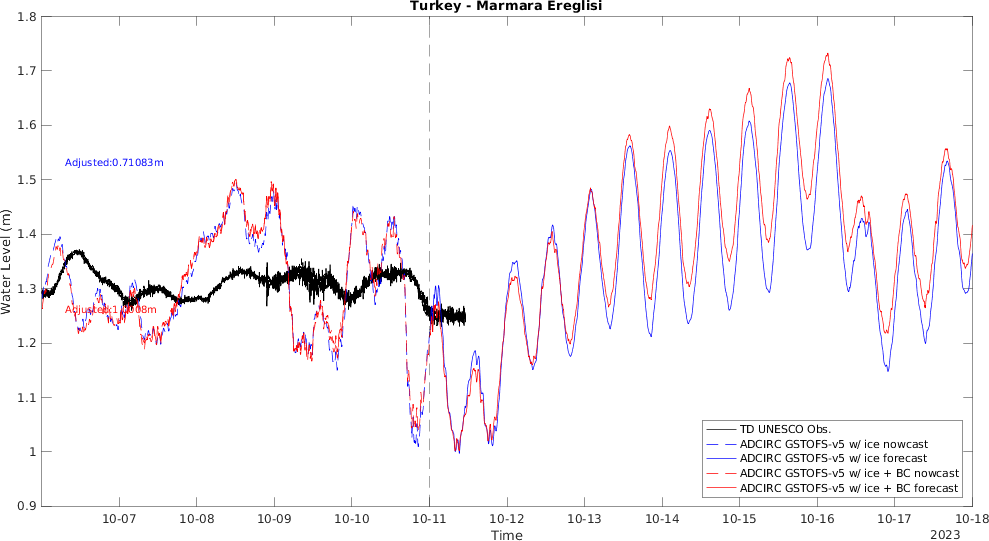 Turkey - Marmara Ereglisi
1.8
1.7
1.6
1.5
1.4
1.3
1.2
1.1
1
0.9
Water Level (m)
Adjusted:0.71083m
TD UNESCO Obs.
ADCIRC GSTOFS-v5 w/ ice nowcast
ADCIRC GSTOFS-v5 w/ ice forecast
ADCIRC GSTOFS-v5 w/ ice + BC nowcast
ADCIRC GSTOFS-v5 w/ ice + BC forecast
10-07
10-08
10-09
10-10
10-11
10-12
10-13
10-14
10-15
10-16
10-17
10-18
Time
2023